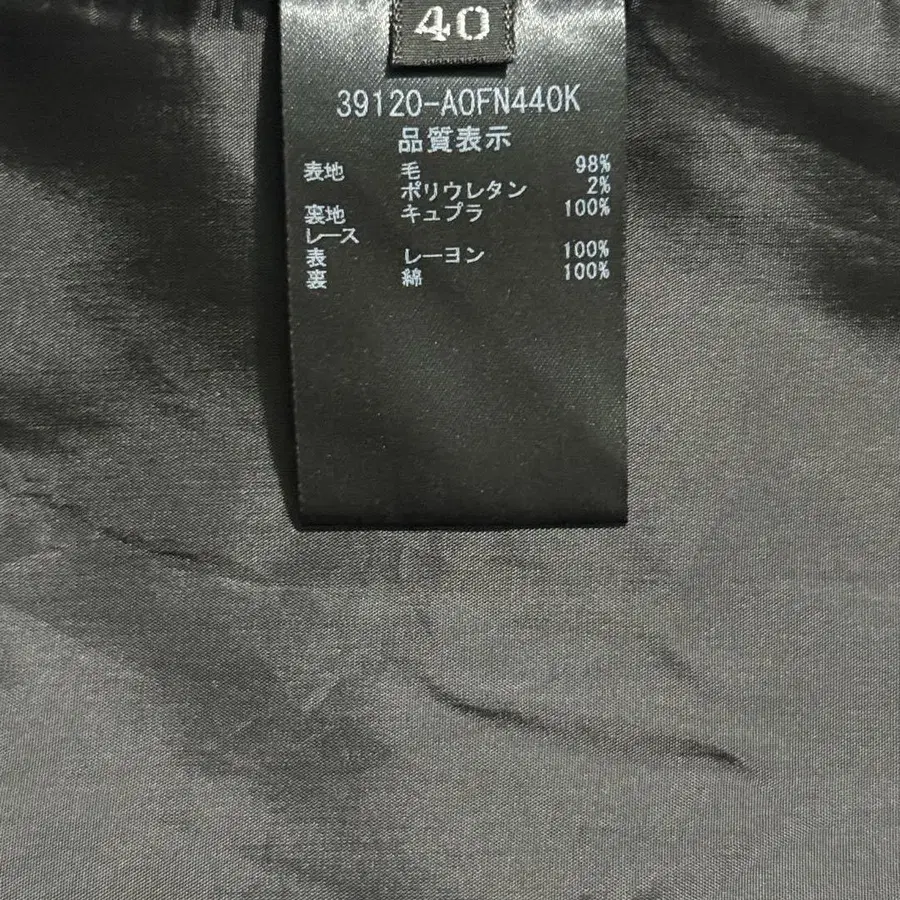 40
39120-A0FN440K
品質表示
表地 毛 98%
ポリウレタン 2%
裏地 キュプラ 100%
レース
表 レーヨン 100%
裏 綿 100%